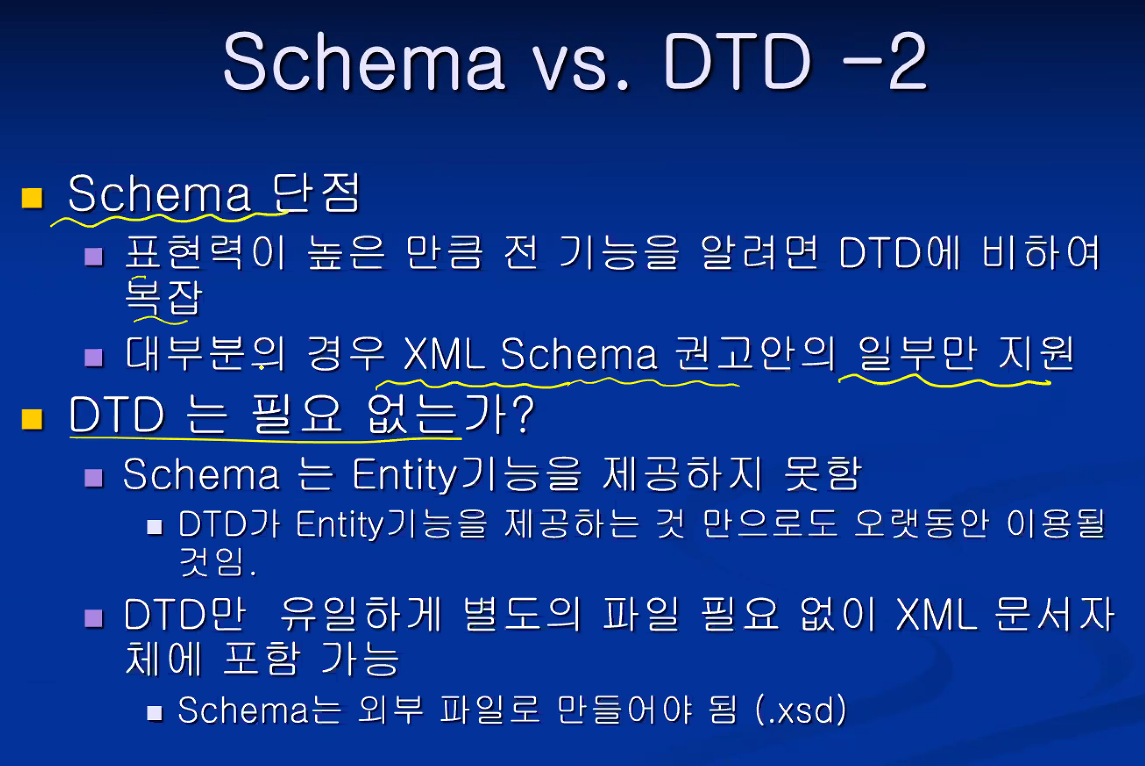 Schema vs. DTD -2
Schema 단점
표현력이 높은 만큼 전 기능을 알려면 DTD에 비하여
복잡
대부분의 경우 XML Schema 권고안의 일부만 지원
DTD 는 필요 없는가?
Schema 는 Entity기능을 제공하지 못함
DTD가 Entity기능을 제공하는 것 만으로도 오랫동안 이용될
것임.
DTD만 유일하게 별도의 파일 필요 없이 XML 문서자
체에 포함 가능
Schema는 외부 파일로 만들어야 됨 (.xsd)